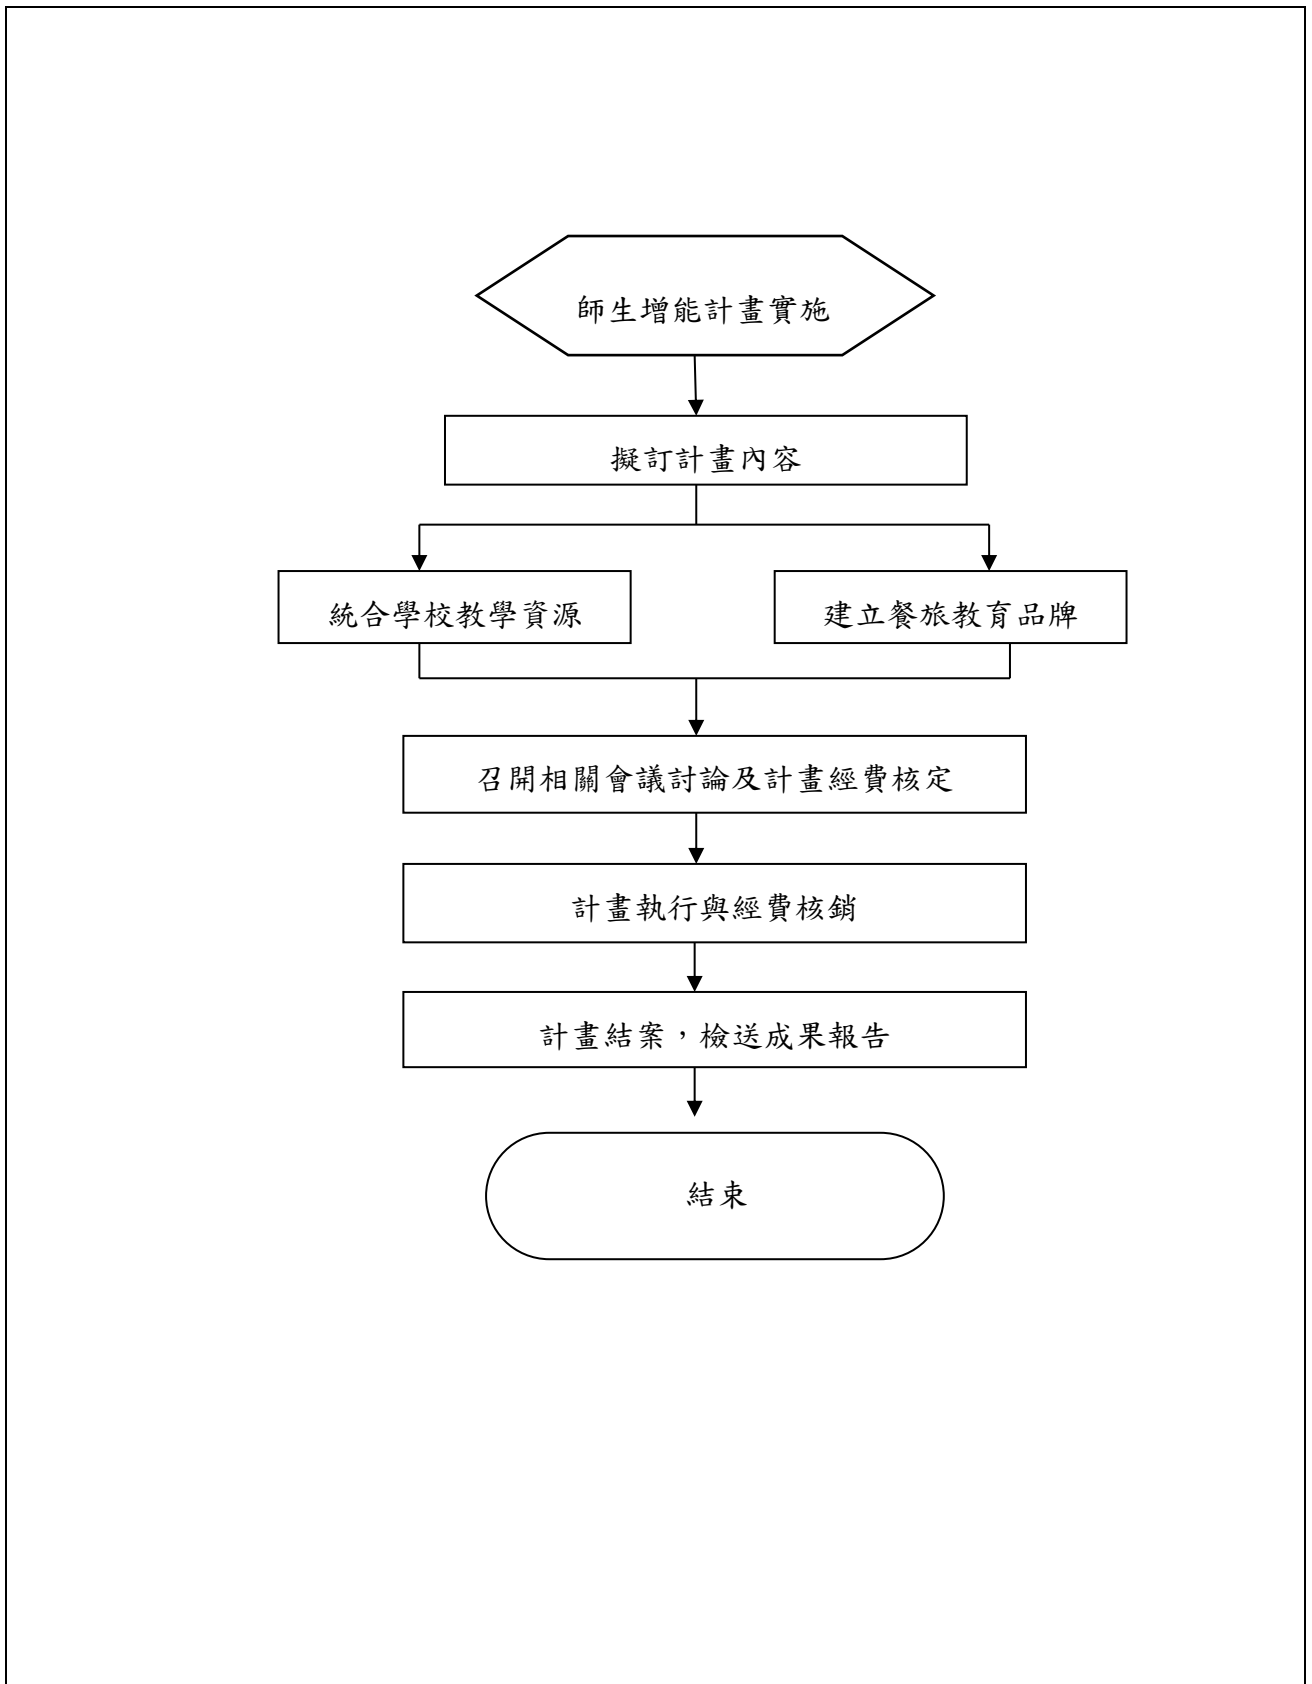 師生增能計畫實施
擬訂計畫內容
統合學校教學資源
建立餐旅教育品牌
召開相關會議討論及計畫經費核定
計畫執行與經費核銷
計畫結案，檢送成果報告
結束